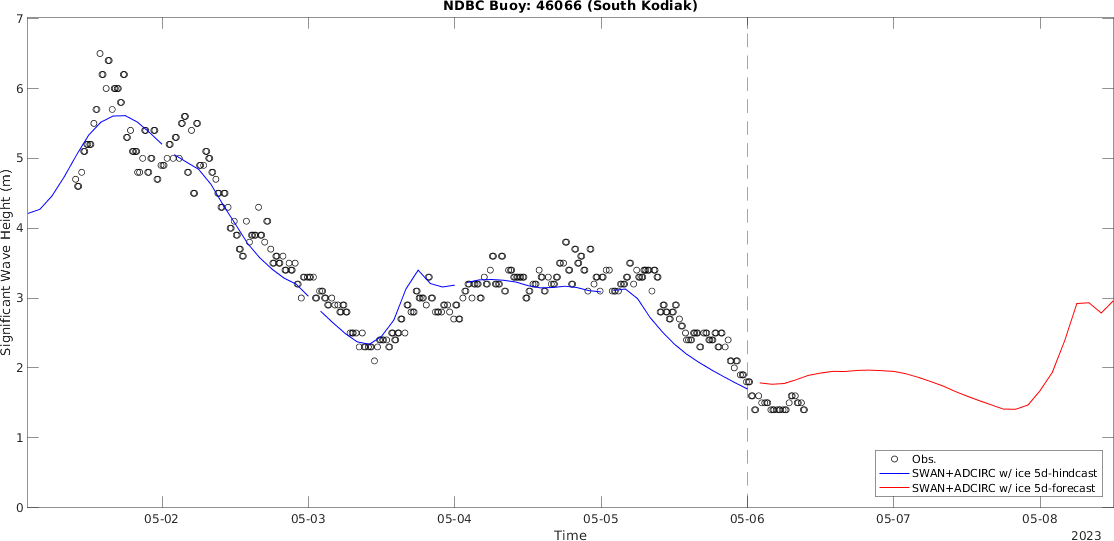 NDBC Buoy: 46066 (South Kodiak)
7
6
5
4
3
2
1
0
Significant Wave Height (m)
Obs.
SWAN+ADCIRC w/ ice 5d-hindcast
SWAN+ADCIRC w/ ice 5d-forecast
05-02 05-03 05-04 05-05 05-06 05-07 05-08
Time
2023